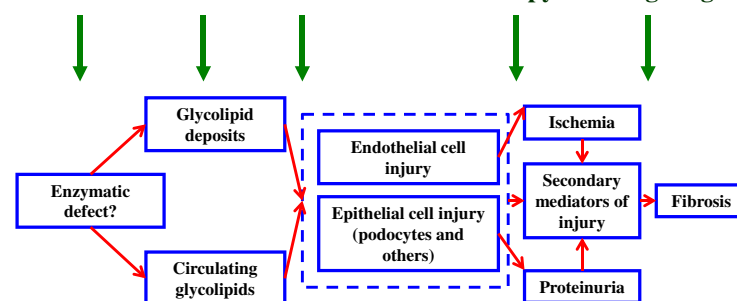 Glycolipid
deposits
Ischemia
Endothelial cell
injury
Enzymatic
defect?
Secondary
mediators of
injury
Fibrosis
Epithelial cell injury
(podocytes and
others)
Circulating
glycolipids
Proteinuria